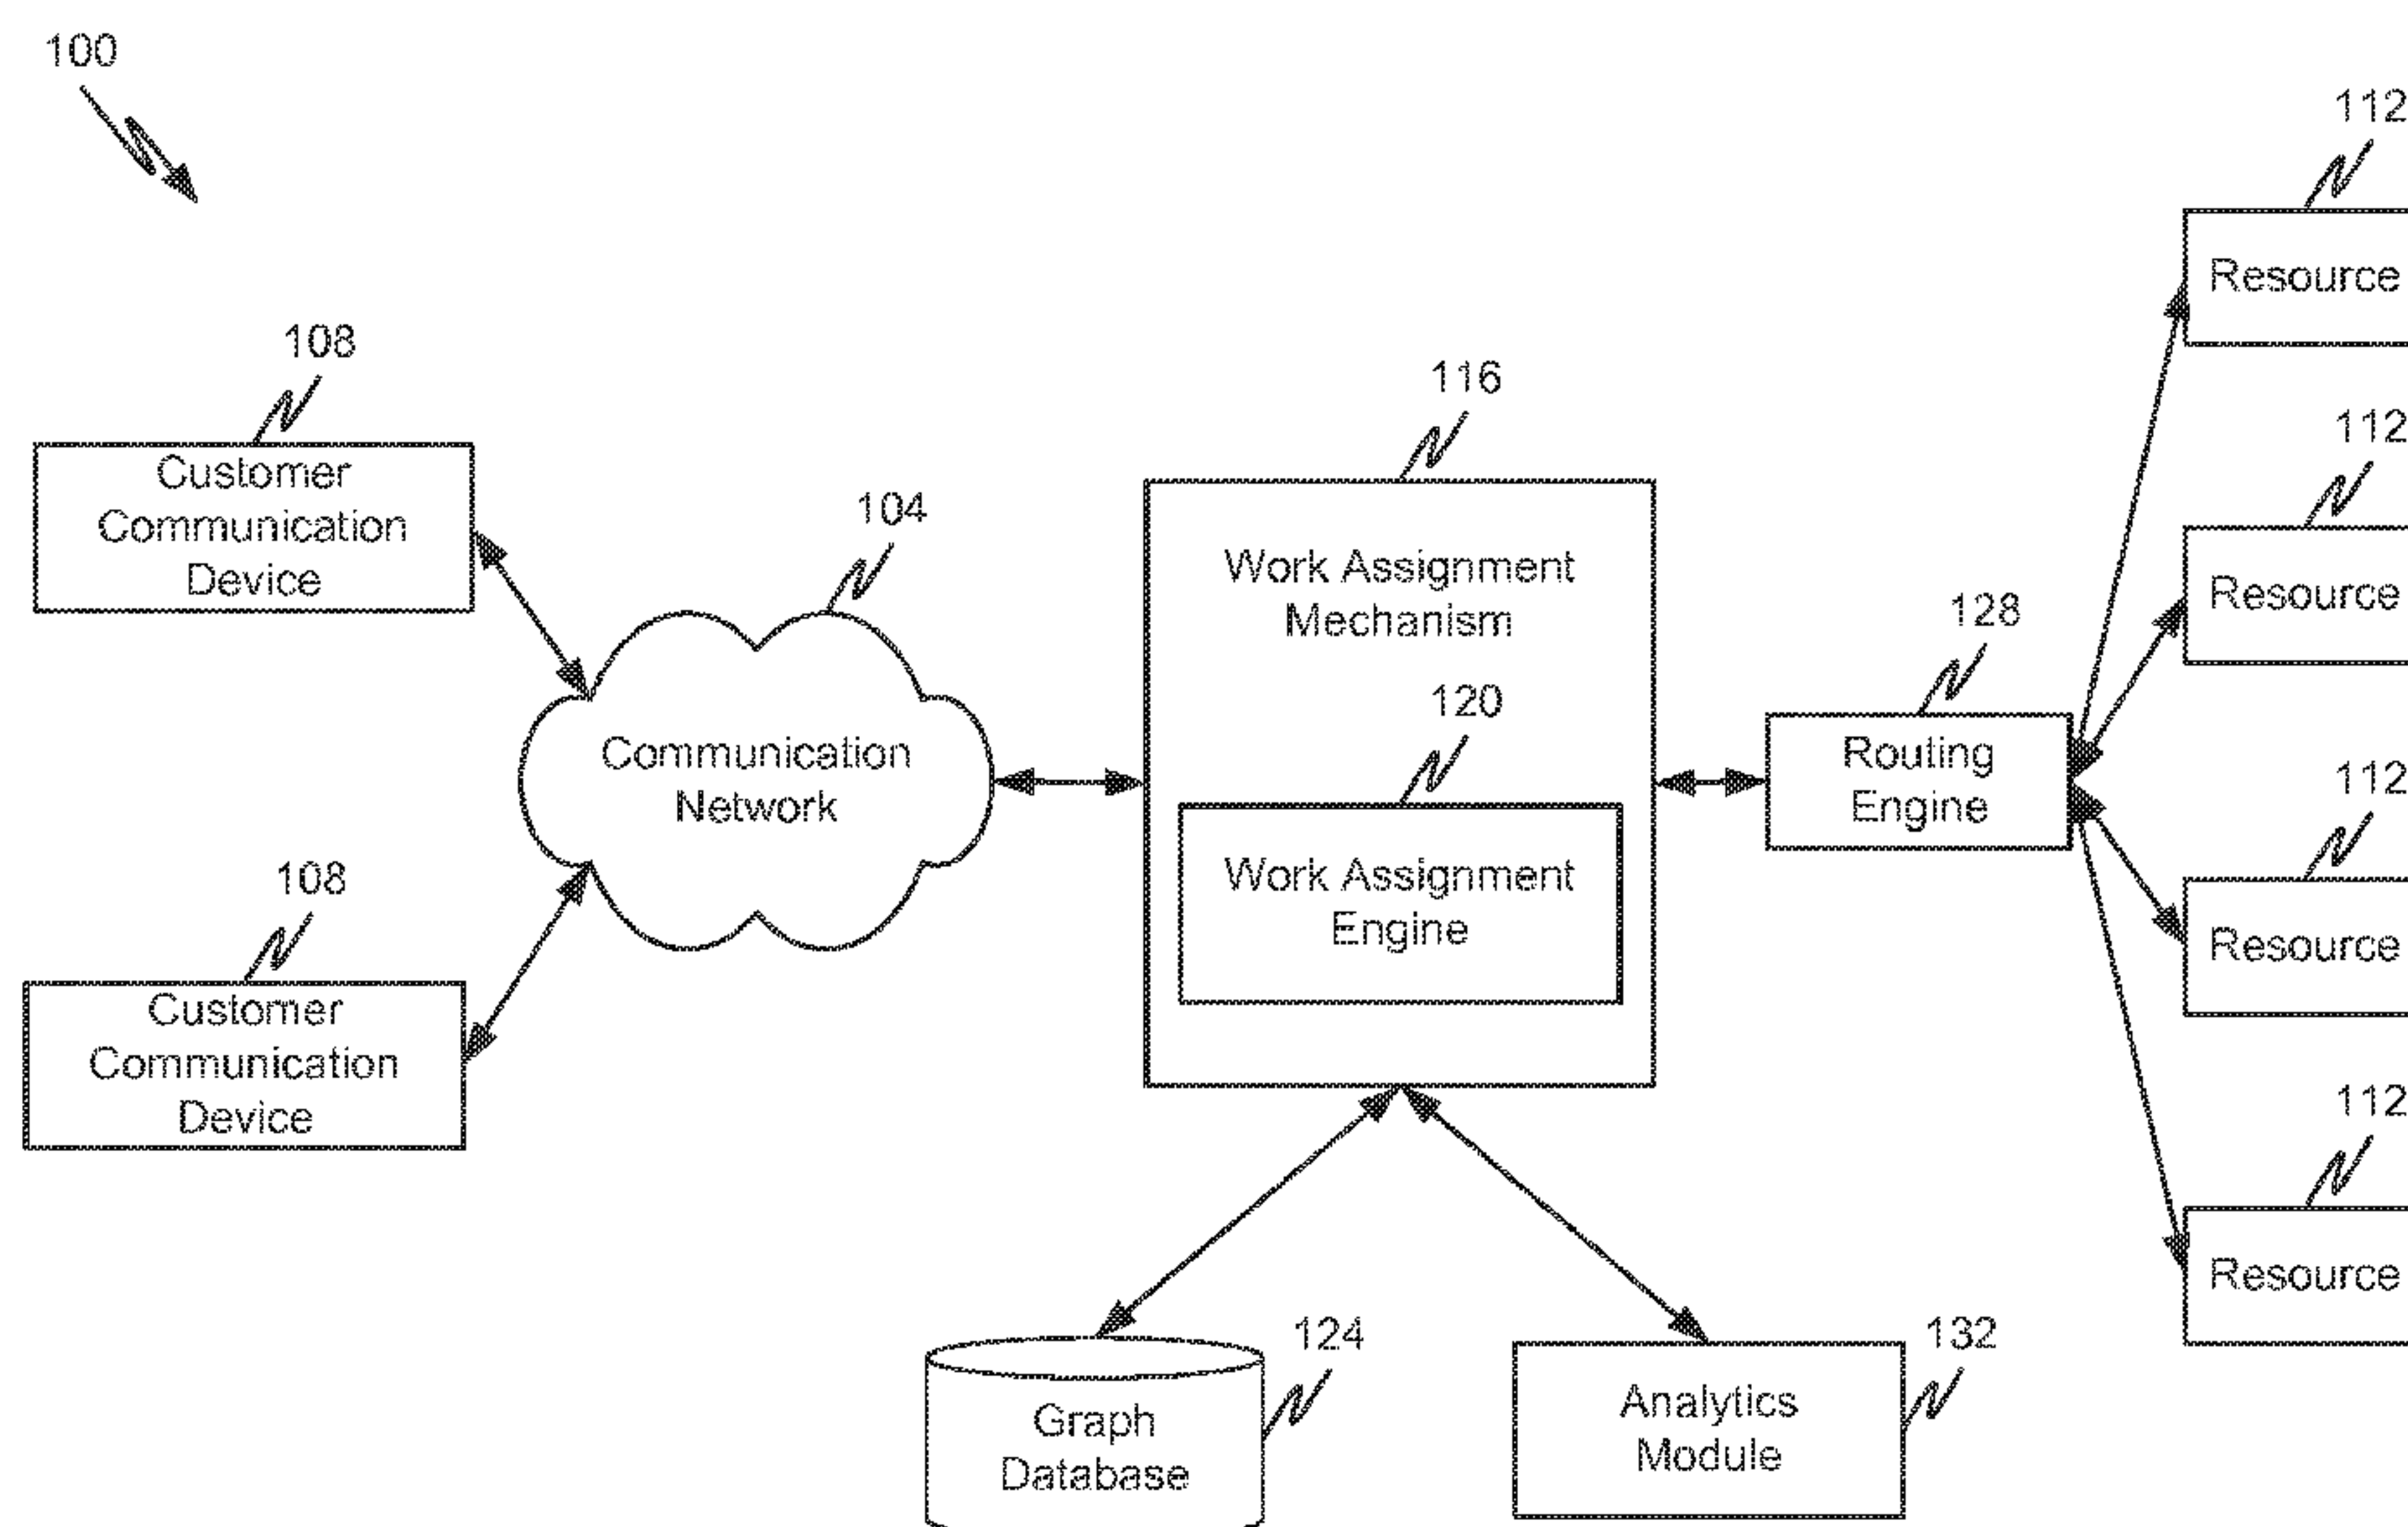 100
112
Resource
108
Customer
Communication
Device
116
Work Assignment
Mechanism
112
Resource
104
Communication
Network
120
Work Assignment
Engine
128
Routing
Engine
112
Resource
108
Customer
Communication
Device
112
Resource
124
Graph
Database
132
Analytics
Module